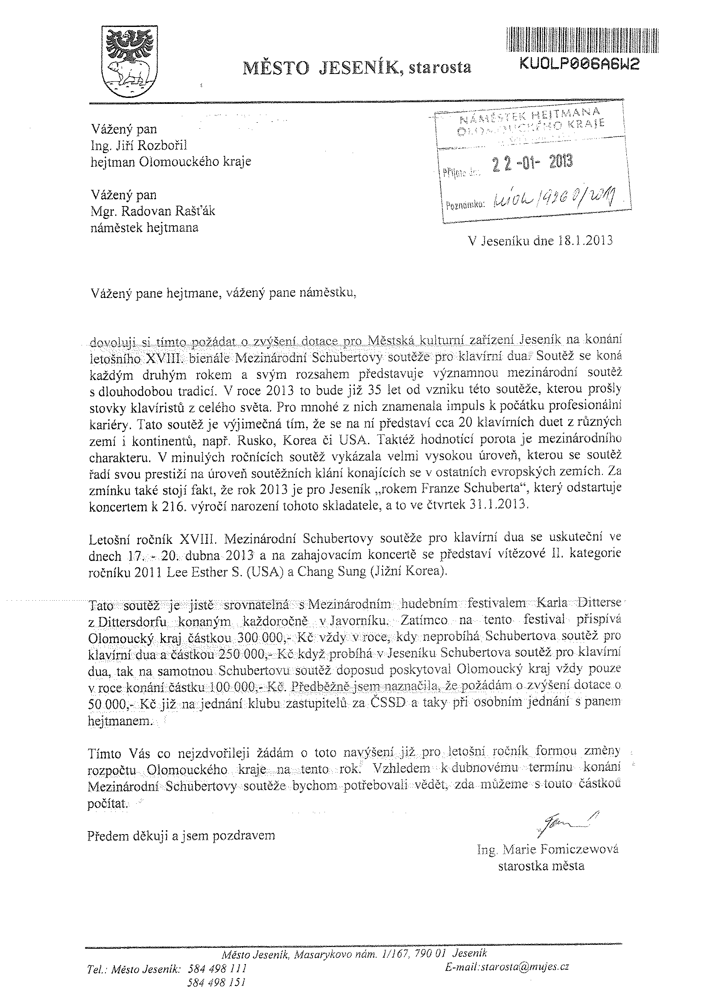 MĚSTO JESENÍK, starosta
KUOLP006A6W2
NÁMĚSTEK HEJTMANA
OLOMOUCKÉHO KRAJE
Přijato dne: 22-01-2013
Poznámka:
Vážený pan
Ing. Jiří Rozbořil
hejtman Olomouckého kraje
Vážený pan
Mgr. Radovan Rašťák
náměstek hejtmana
V Jeseníku dne 18.1.2013
Vážený pane hejtmane, vážený pane náměstku,
dovoluji si tímto požádat o zvýšení dotace pro Městská kulturní zařízení Jeseník na konání
letošního XVIII. bienále Mezinárodní Schubertovy soutěže pro klavírní dua. Soutěž se koná
každým druhým rokem a svým rozsahem představuje významnou mezinárodní soutěž
s dlouhodobou tradicí. V roce 2013 to bude již 35 let od vzniku této soutěže, kterou prošly
stovky klavíristů z celého světa. Pro mnohé z nich znamenala impuls k počátku profesionální
kariéry. Tato soutěž je výjimečná tím, že se na ní představí cca 20 klavírních duet z různých
zemí i kontinentů, např. Rusko, Korea či USA. Taktéž hodnotící porota je mezinárodního
charakteru. V minulých ročnících soutěž vykázala velmi vysokou úroveň, kterou se soutěž
řadí svou prestiží na úroveň soutěžních klání konajících se v ostatních evropských zemích. Za
zmínku také stojí fakt, že rok 2013 je pro Jeseník „rokem Franze Schuberta“, který odstartuje
koncertem k 216. výročí narození tohoto skladatele, a to ve čtvrtek 31.1.2013.
Letošní ročník XVIII. Mezinárodní Schubertovy soutěže pro klavírní dua se uskuteční ve
dnech 17. - 20. dubna 2013 a na zahajovacím koncertě se představí vítězové II. kategorie
ročníku 2011 Lee Esther S. (USA) a Chang Sung (Jižní Korea).
Tato soutěž je jistě srovnatelná s Mezinárodním hudebním festivalem Karla Ditterse
z Dittersdorfu konaným každoročně v Javorníku. Zatímco na tento festival přispívá
Olomoucký kraj částkou 300 000,- Kč vždy v roce, kdy neprobíhá Schubertova soutěž pro
klavírní dua a částkou 250 000,- Kč když probíhá v Jeseníku Schubertova soutěž pro klavírní
dua, tak na samotnou Schubertovu soutěž doposud poskytoval Olomoucký kraj vždy pouze
v roce konání částku 100 000,- Kč. Předběžně jsem naznačila, že požádám o zvýšení dotace o
50 000,- Kč již na jednání klubu zastupitelů za ČSSD a taky při osobním jednání s panem
hejtmanem.
Tímto Vás co nejzdvořileji žádám o toto navýšení již pro letošní ročník formou změny
rozpočtu Olomouckého kraje na tento rok. Vzhledem k dubnovému termínu konání
Mezinárodní Schubertovy soutěže bychom potřebovali vědět, zda můžeme s touto částkou
počítat.
Předem děkuji a jsem pozdravem
Ing. Marie Fomiczewová
starostka města
Město Jeseník, Masarykovo nám. 1/167, 790 01 Jeseník
Tel.: Město Jeseník: 584 498 111
E-mail:starosta@mujes.cz
584 498 151